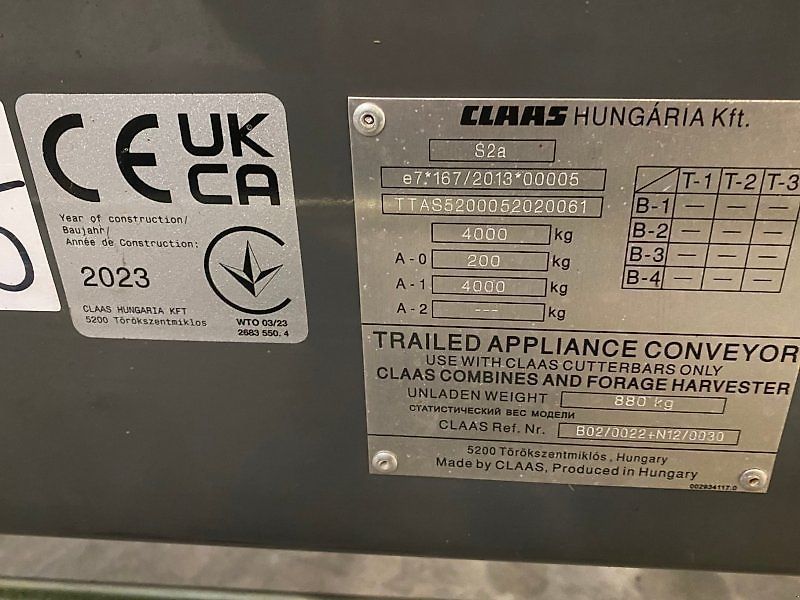 CE UK
CA
Year of construction/
Baujahr/
Année de Construction:
2023
CLAAS HUNGARIA KFT
5200 Törökszentmiklos
WTO 03/23
2683 550. 4
CLAAS HUNGÁRIA Kft.
S2a
e7*167/2013*00005
TTAS5200052020061
4000 kg
A - 0 200 kg
A - 1 4000 kg
A - 2 --- kg
T-1 T-2 T-3
B-1 — — —
B-2 — — —
B-3 — — —
B-4 — — —
TRAILED APPLIANCE CONVEYOR
USE WITH CLAAS CUTTERBARS ONLY
CLAAS COMBINES AND FORAGE HARVESTER
UNLADEN WEIGHT 880 kg
СТАТИСТИЧЕСКИЙ ВЕС МОДЕЛИ
CLAAS Ref. Nr. B02/0022+N12/0030
5200 Törökszentmiklós, Hungary
Made by CLAAS, Produced in Hungary
002934117.0